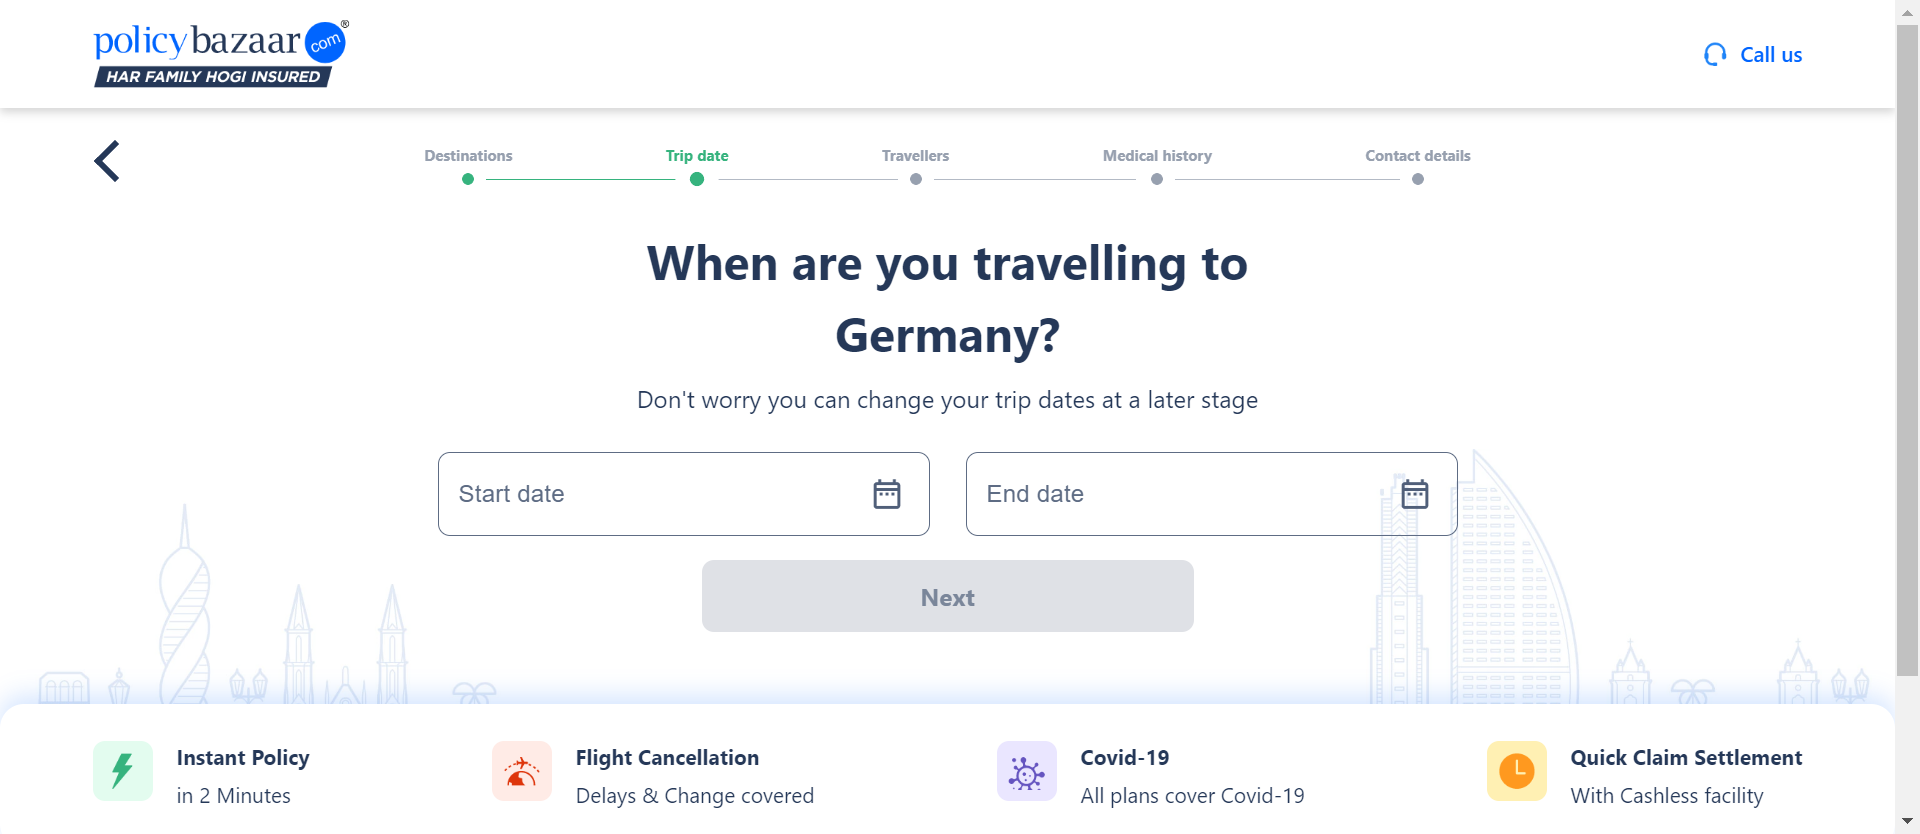 policybazaar com ®
HAR FAMILY HOGI INSURED
Call us
Destinations
Trip date
Travellers
Medical history
Contact details
When are you travelling to
Germany?
Don't worry you can change your trip dates at a later stage
Start date
End date
Next
Instant Policy
in 2 Minutes
Flight Cancellation
Delays & Change covered
Covid-19
All plans cover Covid-19
Quick Claim Settlement
With Cashless facility